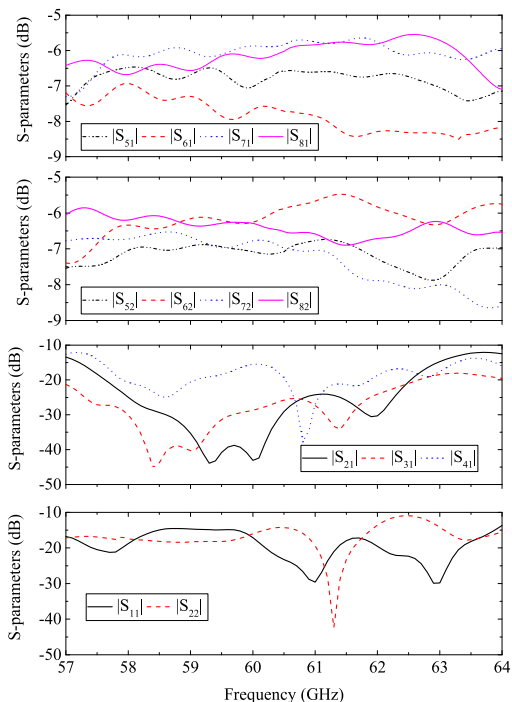 S-parameters (dB)
-5
-6
-7
-8
-9
|S51| |S61| |S71| |S81|
S-parameters (dB)
-5
-6
-7
-8
-9
|S52| |S62| |S72| |S82|
S-parameters (dB)
-10
-20
-30
-40
-50
|S21| |S31| |S41|
S-parameters (dB)
-10
-20
-30
-40
-50
|S11| |S22|
57 58 59 60 61 62 63 64
Frequency (GHz)